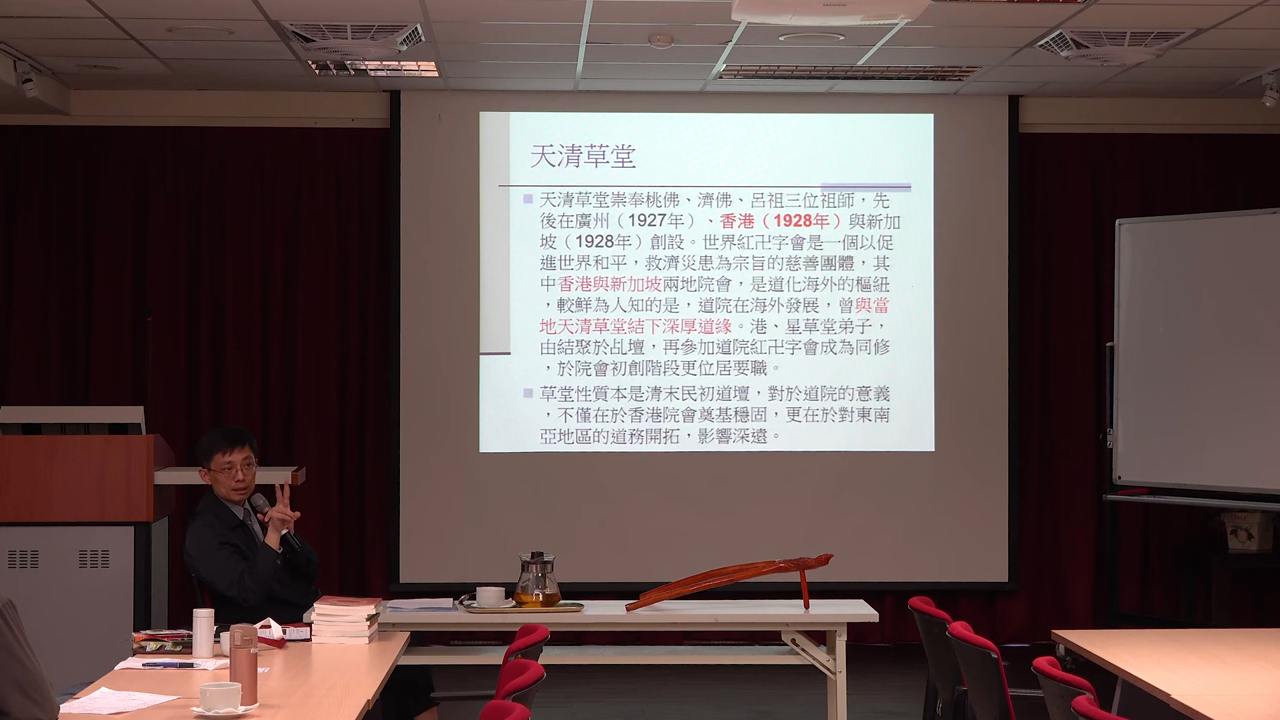 天清草堂
天清草堂崇奉桃佛、濟佛、呂祖三位祖師，先
後在廣州（1927年）、香港（1928年）與新加
坡（1928年）創設。世界紅卍字會是一個以促
進世界和平，救濟災患為宗旨的慈善團體，其
中香港與新加坡兩地院會，是道化海外的樞紐
，較鮮為人知的是，道院在海外發展，曾與當
地天清草堂結下深厚道緣。港、星草堂弟子，
由結聚於乩壇，再參加道院紅卍字會成為同修
，於院會初創階段更位居要職。
草堂性質本是清末民初道壇，對於道院的意義
，不僅在於香港院會奠基穩固，更在於對東南
亞地區的道務開拓，影響深遠。